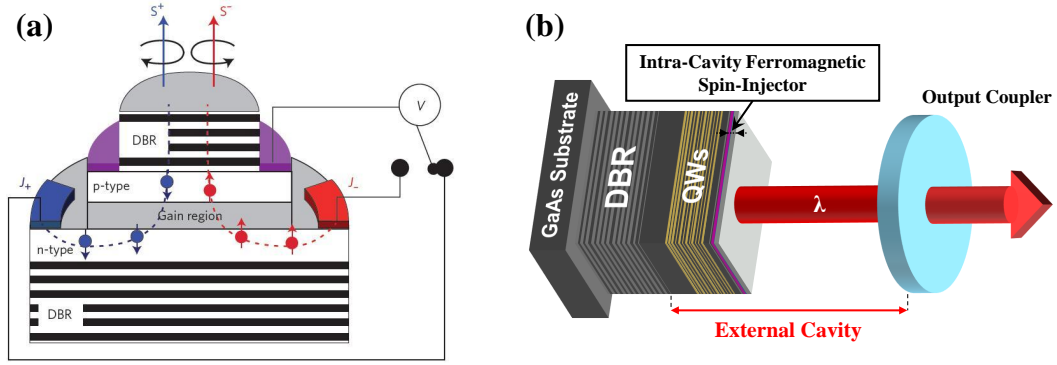 (a)
S+
S−
V
DBR
J+
p-type
J−
Gain region
n-type
DBR
(b)
Intra-Cavity Ferromagnetic
Spin-Injector
Output Coupler
GaAs Substrate
DBR
QWs
λ
External Cavity